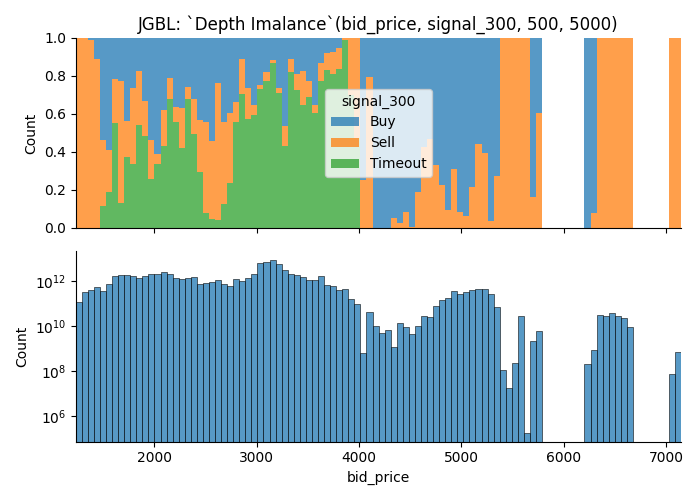 JGBL: `Depth Imalance`(bid_price, signal_300, 500, 5000)
1.0
0.8
0.6
0.4
0.2
0.0
Count
signal_300
Buy
Sell
Timeout
10^12
10^10
10^8
10^6
Count
2000 3000 4000 5000 6000 7000
bid_price